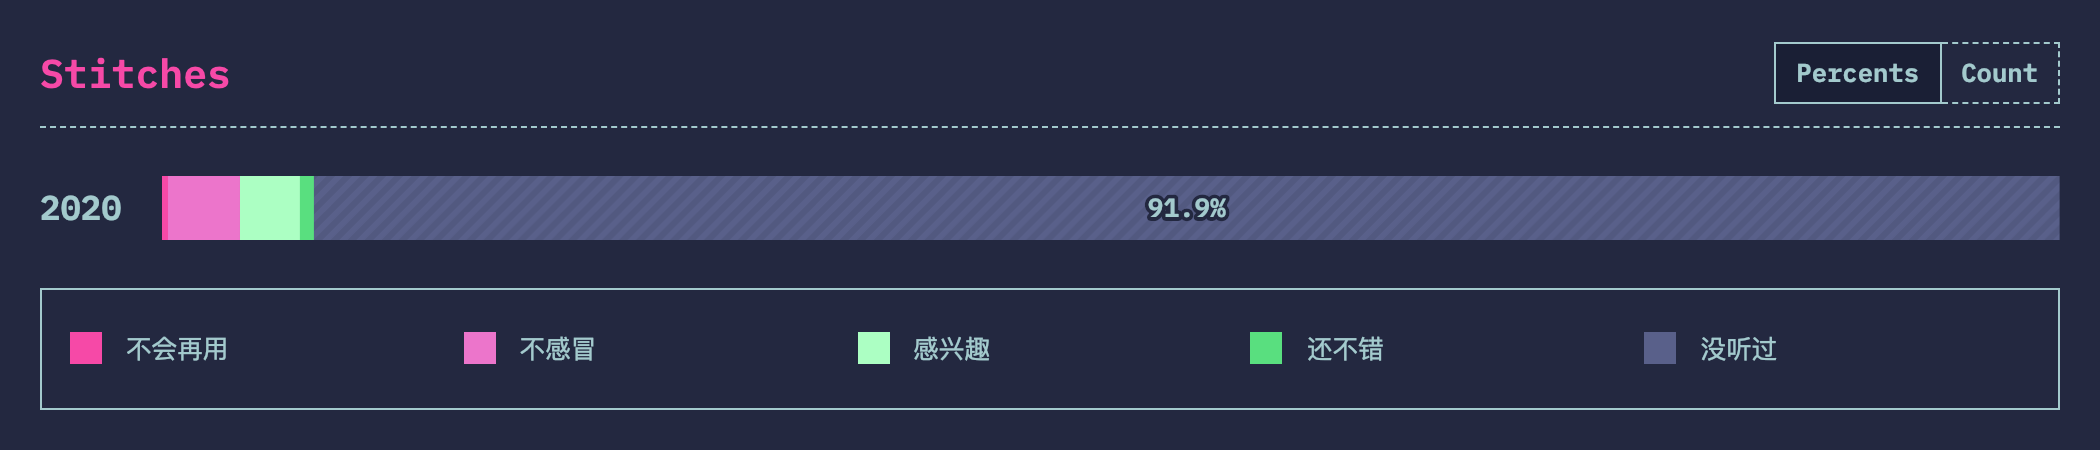 Stitches
Percents Count
2020 91.9%
不会再用 不感冒 感兴趣 还不错 没听过